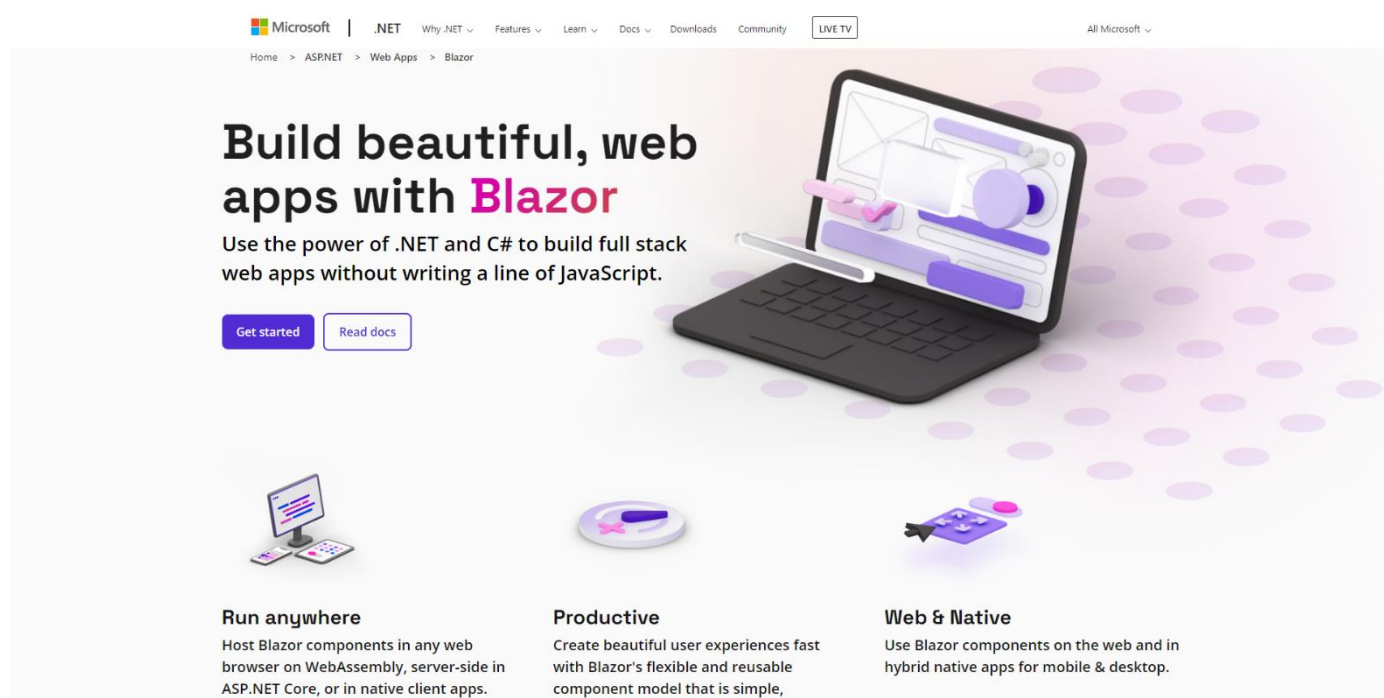 Microsoft | .NET Why .NET Features Learn Docs Downloads Community LIVE TV All Microsoft
Home > ASP.NET > Web Apps > Blazor
Build beautiful, web
apps with Blazor
Use the power of .NET and C# to build full stack
web apps without writing a line of JavaScript.
Get started Read docs
Run anywhere
Host Blazor components in any web
browser on WebAssembly, server-side in
ASP.NET Core, or in native client apps.
Productive
Create beautiful user experiences fast
with Blazor's flexible and reusable
component model that is simple,
Web & Native
Use Blazor components on the web and in
hybrid native apps for mobile & desktop.